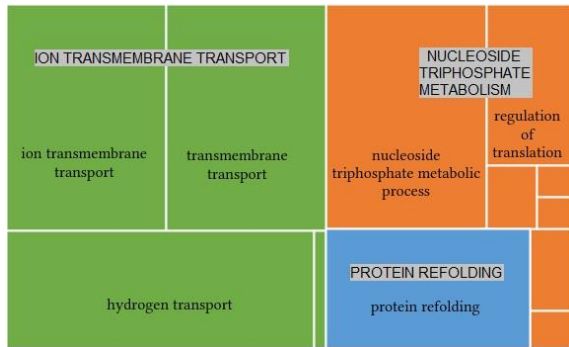 ION TRANSMEMBRANE TRANSPORT
NUCLEOSIDE
TRIPHOSPHATE
METABOLISM
ion transmembrane
transport
transmembrane
transport
nucleoside
triphosphate metabolic
process
regulation
of
translation
hydrogen transport
PROTEIN REFOLDING
protein refolding